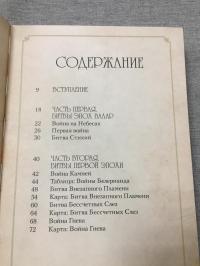 СОДЕРЖАНИЕ
9 ВСТУПЛЕНИЕ
18 ЧАСТЬ ПЕРВАЯ.
БИТВЫ ЭПОХ ВАЛАР
22 Война на Небесах
26 Первая война
30 Битва Стихий
40 ЧАСТЬ ВТОРАЯ.
БИТВЫ ПЕРВОЙ ЭПОХИ
42 Война Камней
44 Таблица: Войны Белерианда
48 Битва Внезапного Пламени
54 Карта: Битва Внезапного Пламени
60 Битва Бессчетных Слез
64 Карта: Битва Бессчетных Слез
68 Война Гнева
72 Карта: Война Гнева